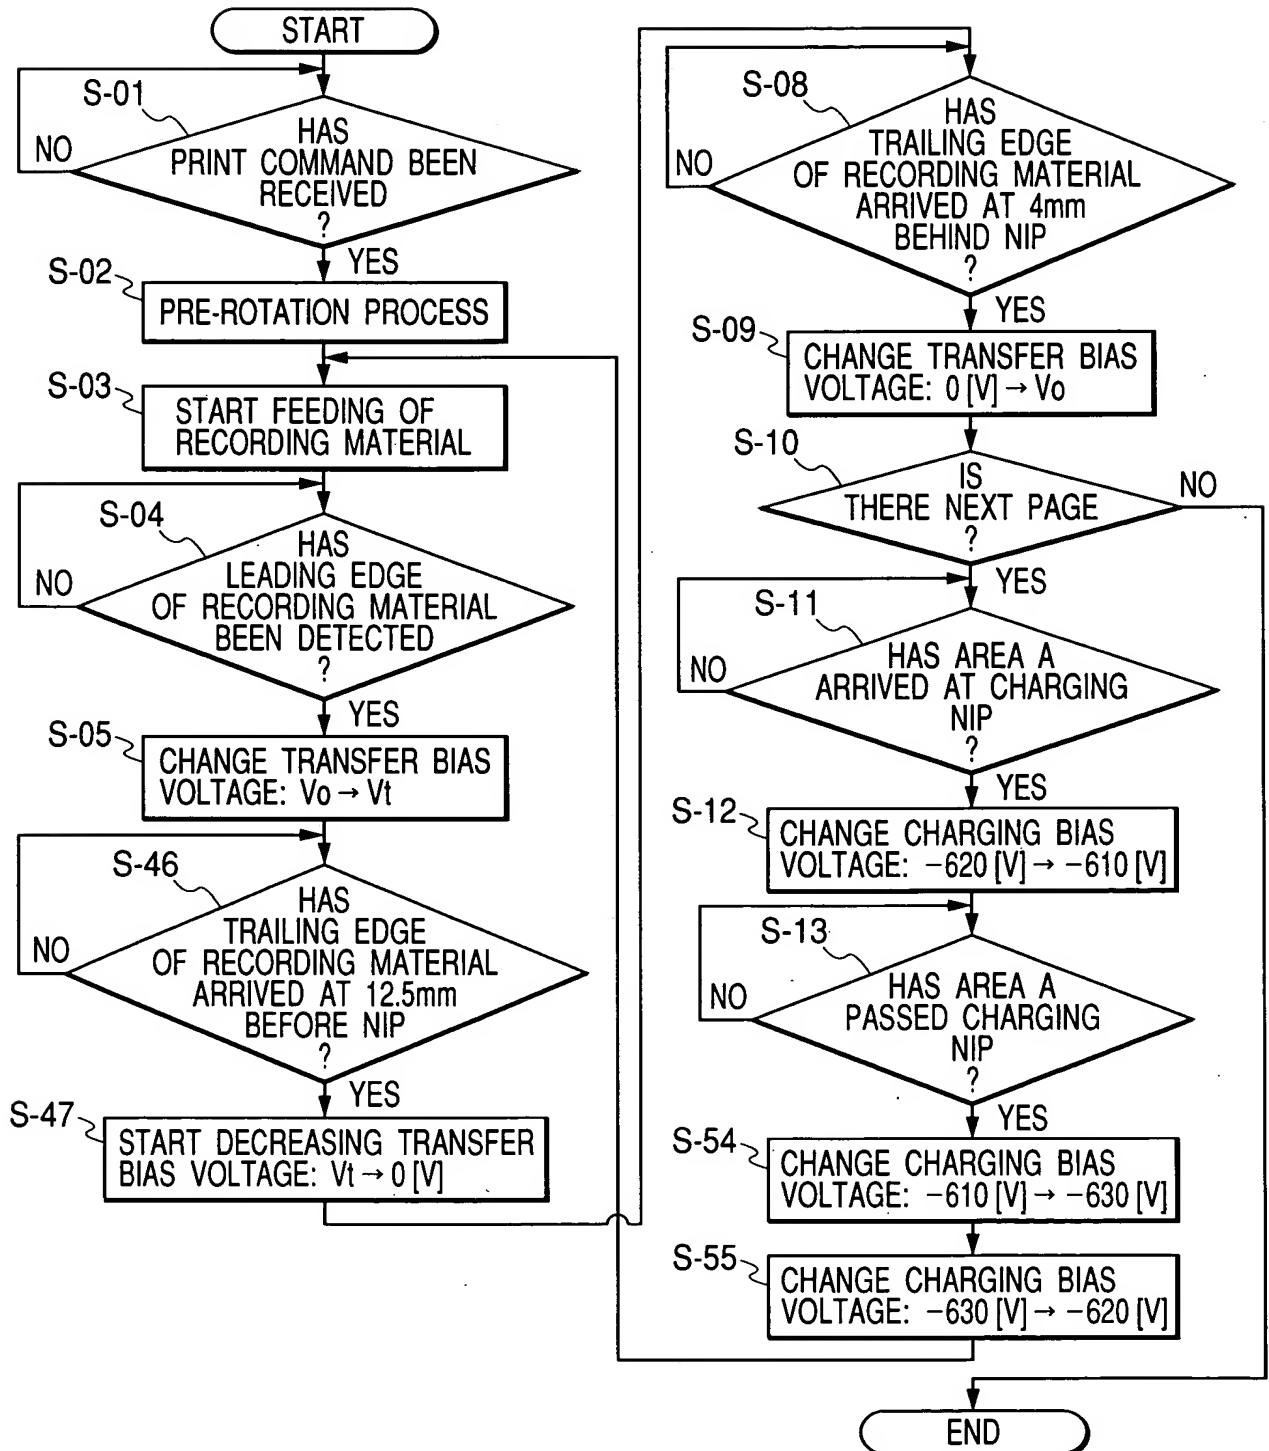 START
S-01
HAS
PRINT COMMAND BEEN
RECEIVED
?
NO
YES
S-02
PRE-ROTATION PROCESS
S-03
START FEEDING OF
RECORDING MATERIAL
S-04
HAS
LEADING EDGE
OF RECORDING MATERIAL
BEEN DETECTED
?
NO
YES
S-05
CHANGE TRANSFER BIAS
VOLTAGE: Vo → Vt
S-46
HAS
TRAILING EDGE
OF RECORDING MATERIAL
ARRIVED AT 12.5mm
BEFORE NIP
?
NO
YES
S-47
START DECREASING TRANSFER
BIAS VOLTAGE: Vt → 0 [V]
S-08
HAS
TRAILING EDGE
OF RECORDING MATERIAL
ARRIVED AT 4mm
BEHIND NIP
?
NO
YES
S-09
CHANGE TRANSFER BIAS
VOLTAGE: 0 [V] → Vo
S-10
IS
THERE NEXT PAGE
?
NO
YES
S-11
HAS AREA A
ARRIVED AT CHARGING
NIP
?
NO
YES
S-12
CHANGE CHARGING BIAS
VOLTAGE: −620 [V] → −610 [V]
S-13
HAS AREA A
PASSED CHARGING
NIP
?
NO
YES
S-54
CHANGE CHARGING BIAS
VOLTAGE: −610 [V] → −630 [V]
S-55
CHANGE CHARGING BIAS
VOLTAGE: −630 [V] → −620 [V]
END